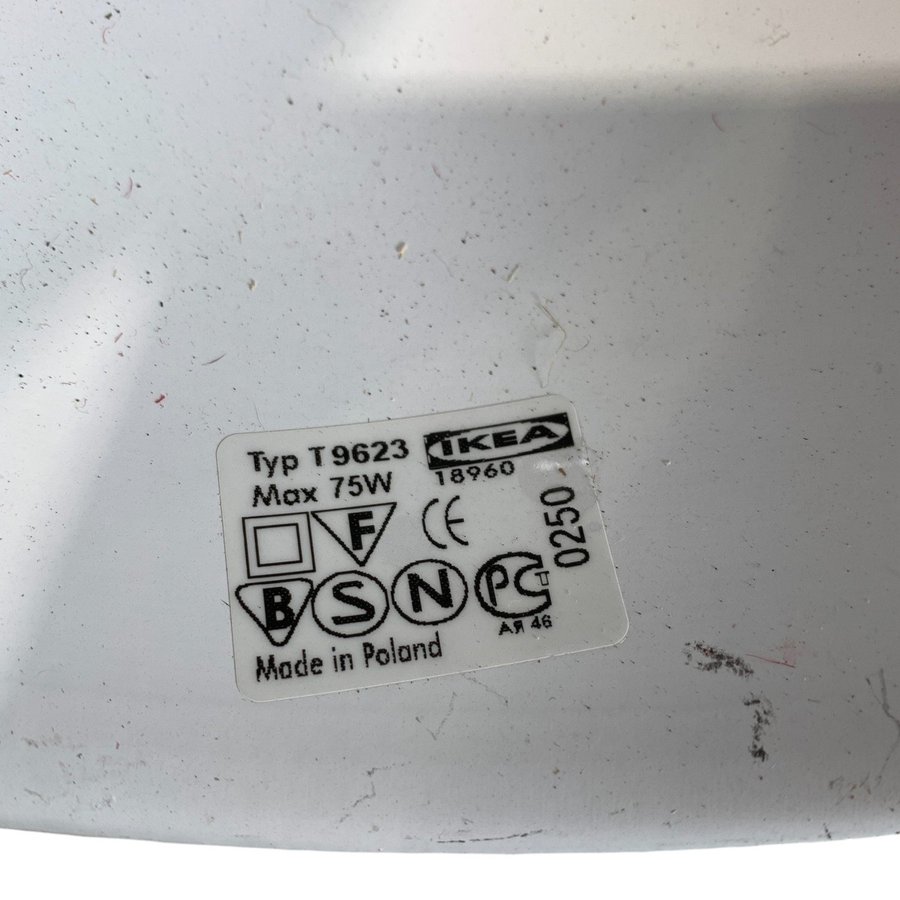 Typ T9623 IKEA
Max 75W 18960
F CE 0250
B S N PC
АЯ 46
Made in Poland